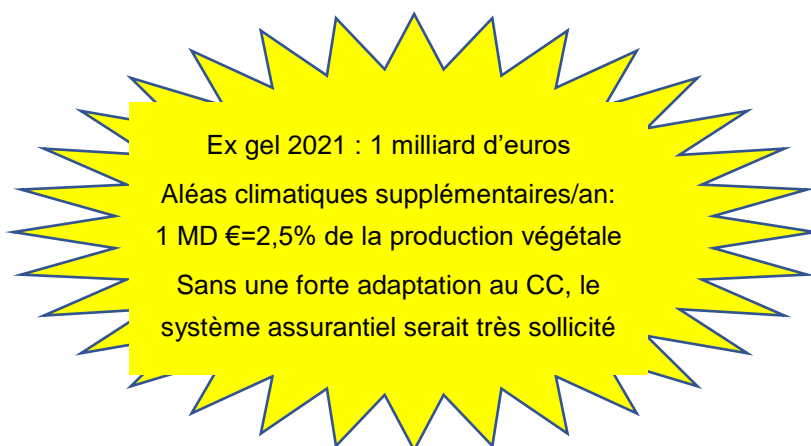 Ex gel 2021 : 1 milliard d'euros
Aléas climatiques supplémentaires/an:
1 MD €=2,5% de la production végétale
Sans une forte adaptation au CC, le
système assurantiel serait très sollicité